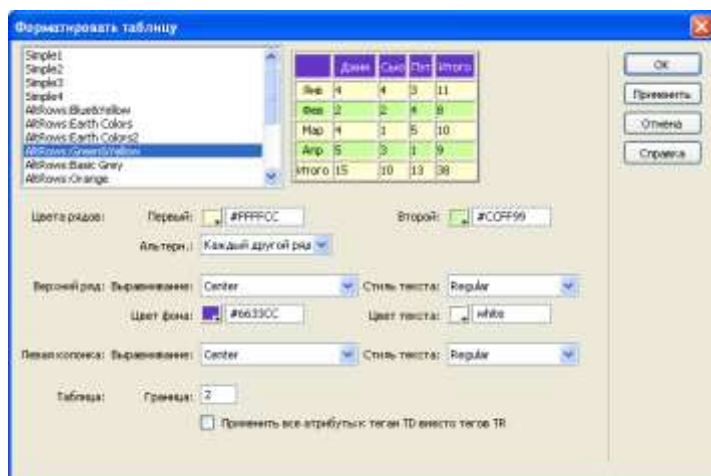 Форматировать таблицу
Simple1
Simple2
Simple3
Simple4
AltRows:Blue&Yellow
AltRows:Earth Colors
AltRows:Earth Colors2
AltRows:Green&Yellow
AltRows:Basic Grey
AltRows:Orange
Джим Сью Пэт Итого
Янв 4 4 3 11
Фев 2 2 4 8
Мар 4 1 5 10
Апр 5 3 1 9
Итого 15 10 13 38
OK
Применить
Отмена
Справка
Цвета рядов: Первый: #FFFFCC Второй: #CCFF99
Альтерн.: Каждый другой ряд
Верхний ряд: Выравнивание: Center Стиль текста: Regular
Цвет фона: #6633CC Цвет текста: white
Левая колонка: Выравнивание: Center Стиль текста: Regular
Таблица: Граница: 2
Применить все атрибуты к тегам TD вместо тегов TR